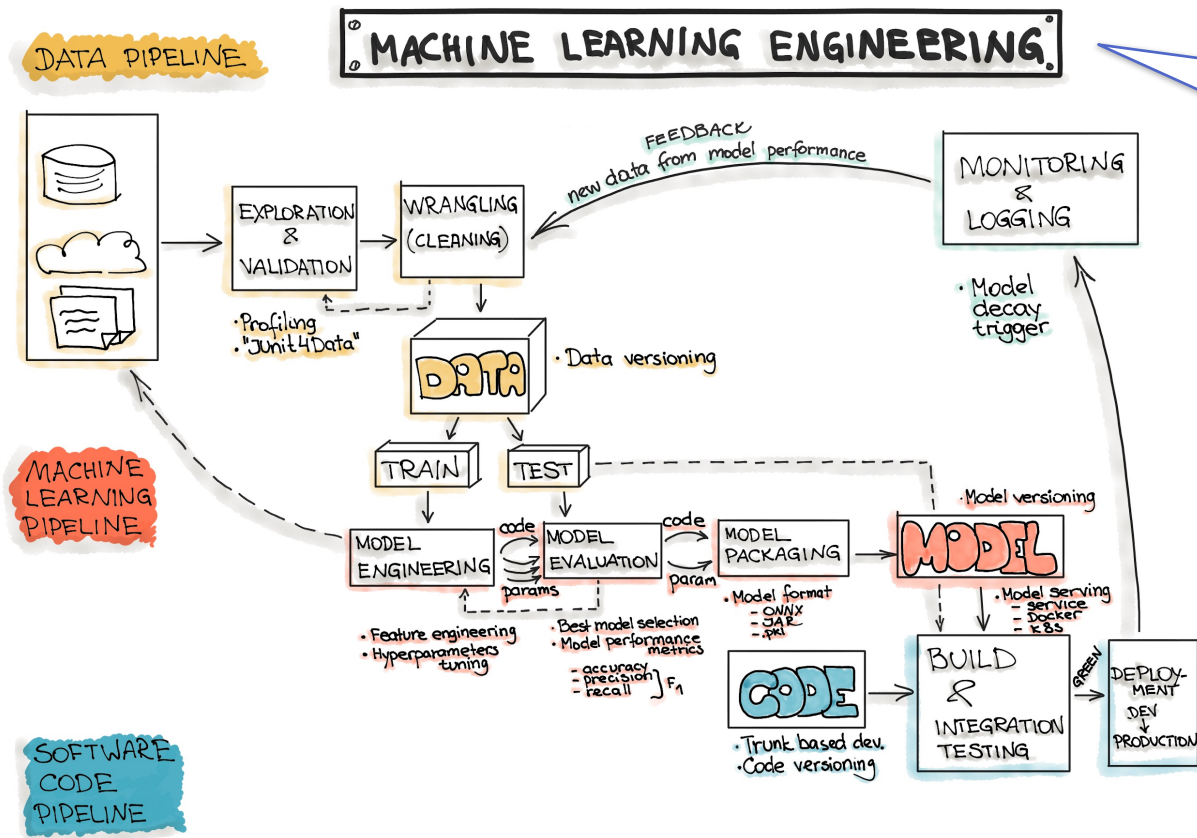 DATA PIPELINE
MACHINE LEARNING ENGINEERING
FEEDBACK
new data from model performance
MONITORING
&
LOGGING
EXPLORATION
&
VALIDATION
WRANGLING
(CLEANING)
• Profiling
• "JUnit4Data"
• Model
decay
trigger
DATA
• Data versioning
TRAIN
TEST
MACHINE
LEARNING
PIPELINE
MODEL
ENGINEERING
code
params
MODEL
EVALUATION
code
param
MODEL
PACKAGING
• Model versioning
MODEL
• Feature engineering
• Hyperparameters
tuning
• Best model selection
• Model performance
metrics
- accuracy
- precision
- recall
F1
• Model format
- ONNX
- JAR
- .pkl
• Model serving
- service
- Docker
- K8s
CODE
• Trunk based dev.
• Code versioning
BUILD
&
INTEGRATION
TESTING
GREEN
DEPLOY-
MENT
DEV
↓
PRODUCTION
SOFTWARE
CODE
PIPELINE